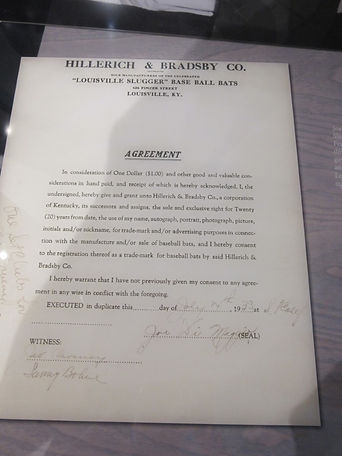 HILLERICH & BRADSBY CO.
SOLE MANUFACTURERS OF THE CELEBRATED
"LOUISVILLE SLUGGER" BASE BALL BATS
FINZER STREET
LOUISVILLE, KY.
AGREEMENT
In consideration of One Dollar ($1.00) and other good and valuable con-
siderations in hand paid, and receipt of which is hereby acknowledged, I, the
undersigned, hereby give and grant unto Hillerich & Bradsby Co., a corporation
of Kentucky, its successors and assigns, the sole and exclusive right for Twenty
(20) years from date, the use of my name, autograph, portrait, photograph, picture,
initials and/or nickname, for trade-mark and/or advertising purposes in connec-
tion with the manufacture and/or sale of baseball bats, and I hereby consent
to the registration thereof as a trade-mark for baseball bats by said Hillerich &
Bradsby Co.
I hereby warrant that I have not previously given my consent to any agree-
ment in any wise in conflict with the foregoing.
EXECUTED in duplicate this day of July 1933 at
Joe Di Maggio (SEAL)
WITNESS: